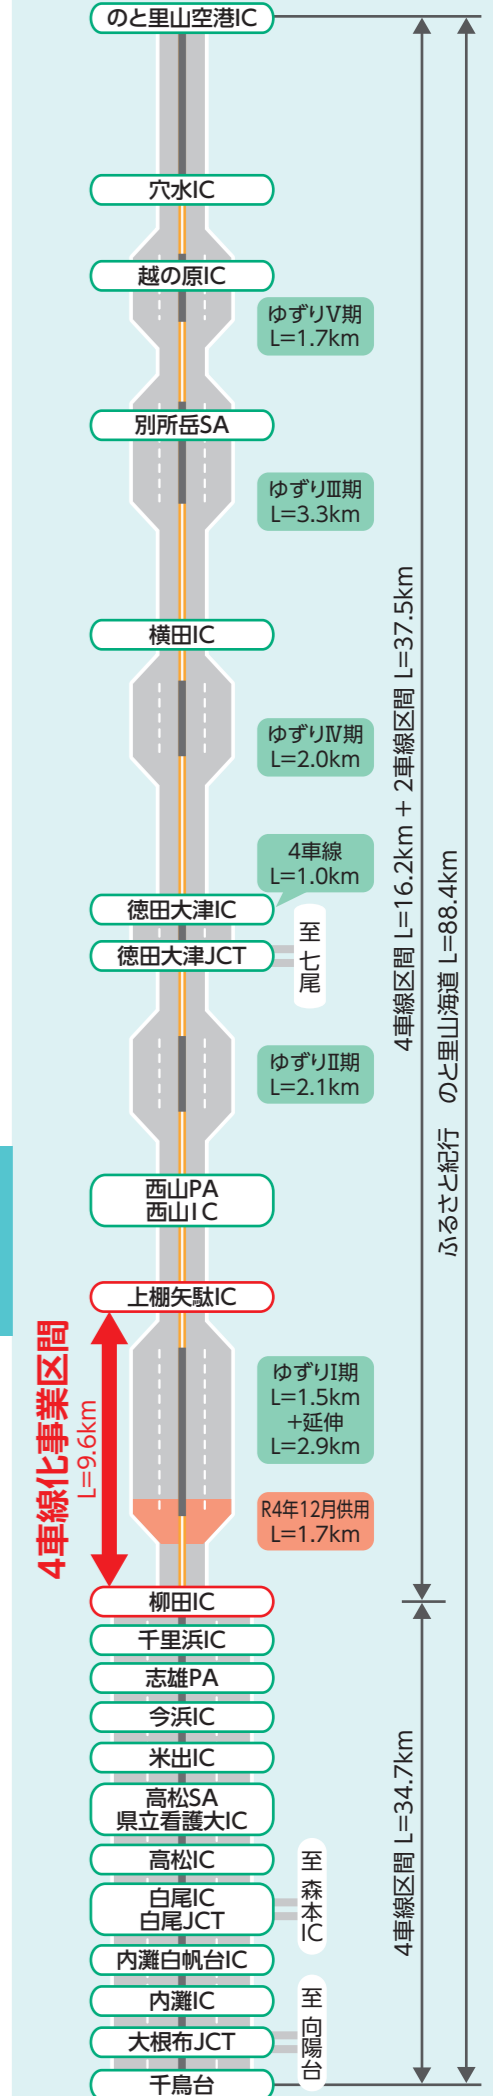 のと里山空港IC
穴水IC
越の原IC
ゆずりⅤ期
L=1.7km
別所岳SA
ゆずりⅢ期
L=3.3km
横田IC
ゆずりⅣ期
L=2.0km
4車線
L=1.0km
徳田大津IC
徳田大津JCT
至 七尾
ゆずりⅡ期
L=2.1km
西山PA
西山IC
上棚矢駄IC
4車線化事業区間
L=9.6km
ゆずりⅠ期
L=1.5km
+延伸
L=2.9km
R4年12月供用
L=1.7km
柳田IC
千里浜IC
志雄PA
今浜IC
米出IC
高松SA
県立看護大IC
高松IC
白尾IC
白尾JCT
至 森本IC
内灘白帆台IC
内灘IC
大根布JCT
至 向陽台
千鳥台
4車線区間 L=16.2km + 2車線区間 L=37.5km
4車線区間 L=34.7km
ふるさと紀行 のと里山海道 L=88.4km